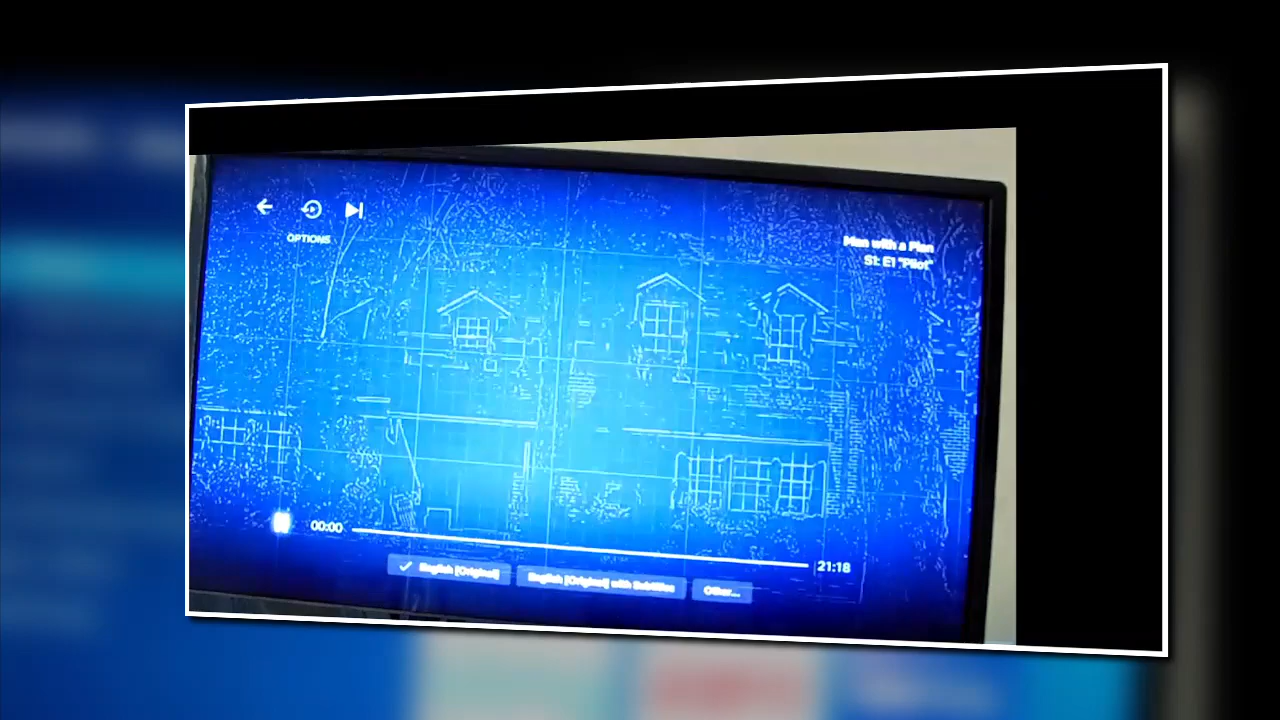 OPTIONS
Man with a Plan
S1: E1 "Pilot"
00:00
21:18
English [Original]
English [Original] with Subtitles
Other...